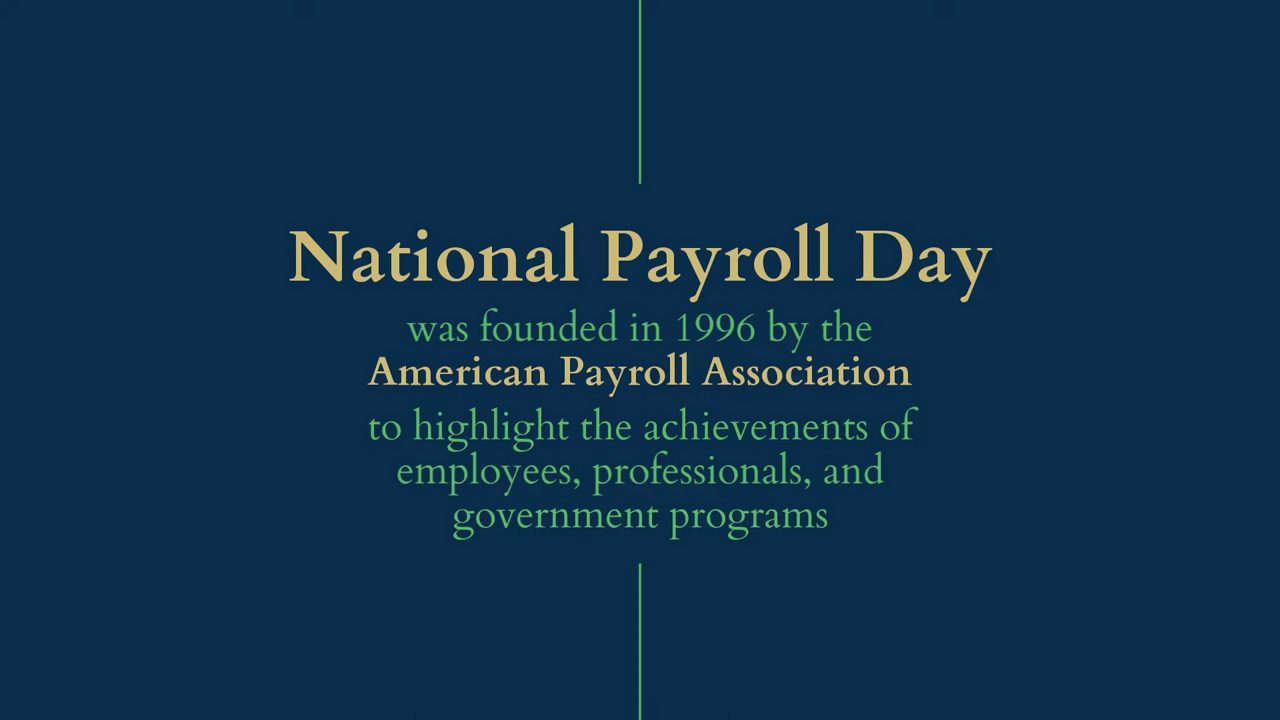 National Payroll Day
was founded in 1996 by the
American Payroll Association
to highlight the achievements of
employees, professionals, and
government programs